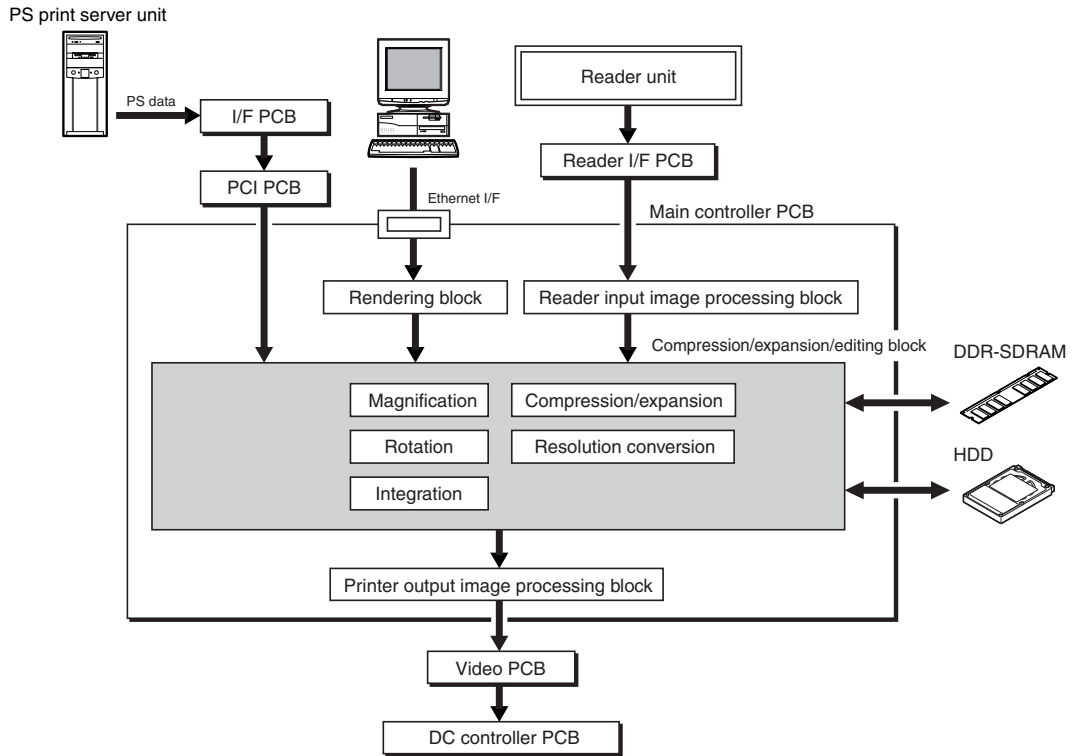 PS print server unit
PS data
I/F PCB
PCI PCB
Ethernet I/F
Reader unit
Reader I/F PCB
Main controller PCB
Rendering block
Reader input image processing block
Compression/expansion/editing block
DDR-SDRAM
Magnification
Compression/expansion
Rotation
Resolution conversion
HDD
Integration
Printer output image processing block
Video PCB
DC controller PCB